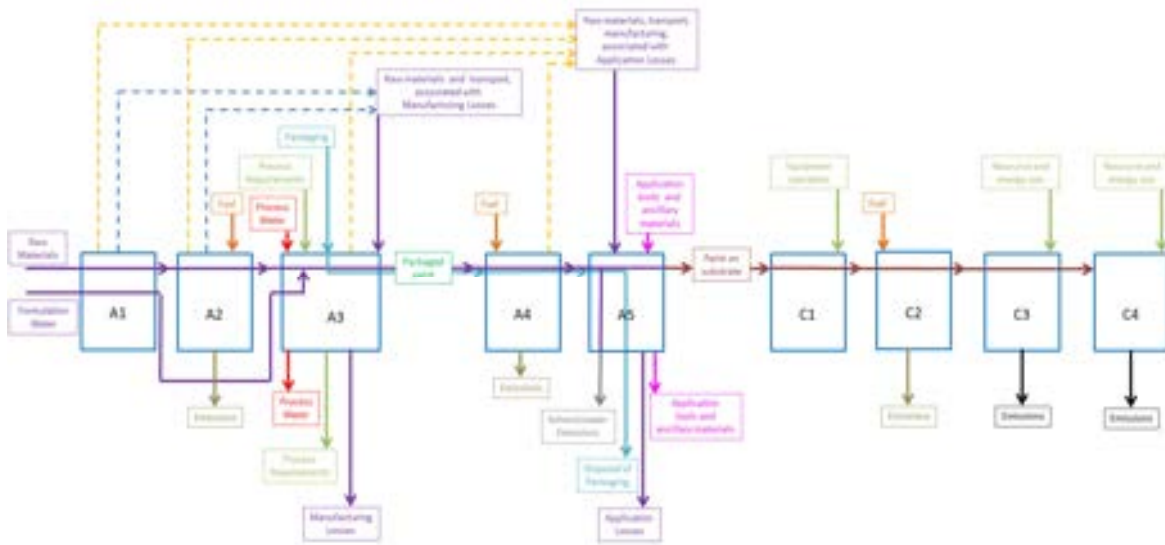 Raw materials, transport,
manufacturing,
associated with
Application Losses
Raw materials and transport,
associated with
Manufacturing Losses
Packaging
Process
Requirements
Fuel
Process
Water
Fuel
Application
tools and
ancillary
materials
Equipment
operation
Fuel
Resource and
energy use
Resource and
energy use
Raw
Materials
Formulation
Water
Packaged
paint
Paint on
substrate
A1
A2
A3
A4
A5
C1
C2
C3
C4
Emissions
Process
Water
Process
Requirements
Manufacturing
Losses
Emissions
Emissions
Disposal of
Packaging
Application
Losses
Application
tools and
ancillary materials
Emissions
Emissions
Emissions